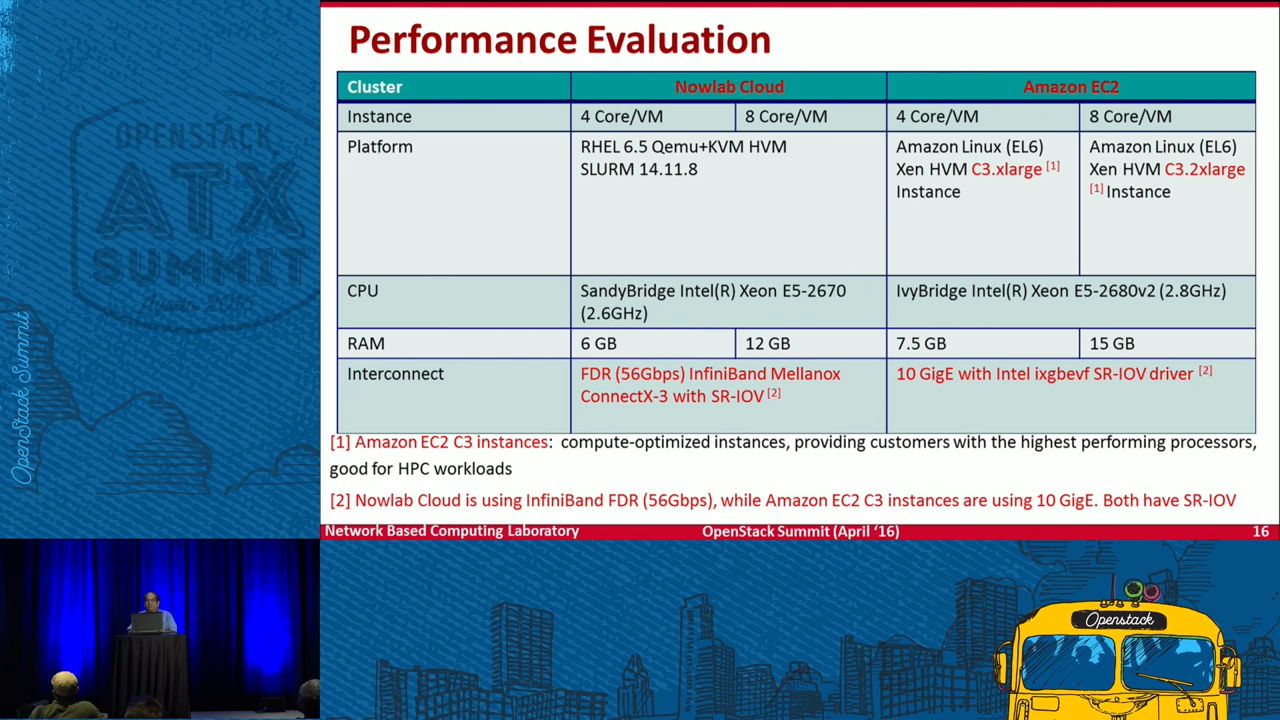 Performance Evaluation
Cluster Nowlab Cloud Amazon EC2
Instance 4 Core/VM 8 Core/VM 4 Core/VM 8 Core/VM
Platform RHEL 6.5 Qemu+KVM HVM
SLURM 14.11.8
Amazon Linux (EL6)
Xen HVM C3.xlarge [1]
Instance
Amazon Linux (EL6)
Xen HVM C3.2xlarge
[1] Instance
CPU SandyBridge Intel(R) Xeon E5-2670
(2.6GHz)
IvyBridge Intel(R) Xeon E5-2680v2 (2.8GHz)
RAM 6 GB 12 GB 7.5 GB 15 GB
Interconnect FDR (56Gbps) InfiniBand Mellanox
ConnectX-3 with SR-IOV [2]
10 GigE with Intel ixgbevf SR-IOV driver [2]
[1] Amazon EC2 C3 instances: compute-optimized instances, providing customers with the highest performing processors,
good for HPC workloads
[2] Nowlab Cloud is using InfiniBand FDR (56Gbps), while Amazon EC2 C3 instances are using 10 GigE. Both have SR-IOV
Network Based Computing Laboratory OpenStack Summit (April ‘16) 16
OPENSTACK
ATX
SUMMIT
OpenStack Summit
Openstack